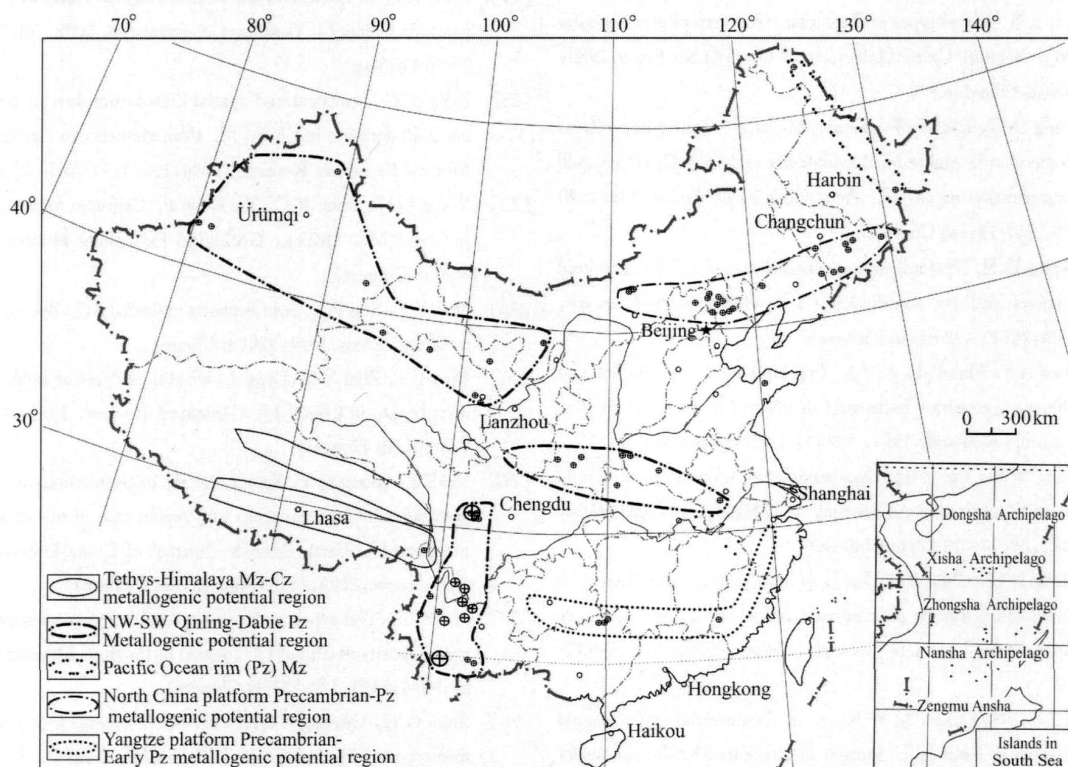 70°
80°
90°
100°
110°
120°
130°
140°
40°
30°
Ürümqi
Harbin
Changchun
Beijing
Lanzhou
0 300km
Chengdu
Shanghai
Lhasa
Hongkong
Haikou
Tethys-Himalaya Mz-Cz
metallogenic potential region
NW-SW Qinling-Dabie Pz
Metallogenic potential region
Pacific Ocean rim (Pz) Mz
North China platform Precambrian-Pz
metallogenic potential region
Yangtze platform Precambrian-
Early Pz metallogenic potential region
Dongsha Archipelago
Xisha Archipelago
Zhongsha Archipelago
Nansha Archipelago
Zengmu Ansha
Islands in
South Sea